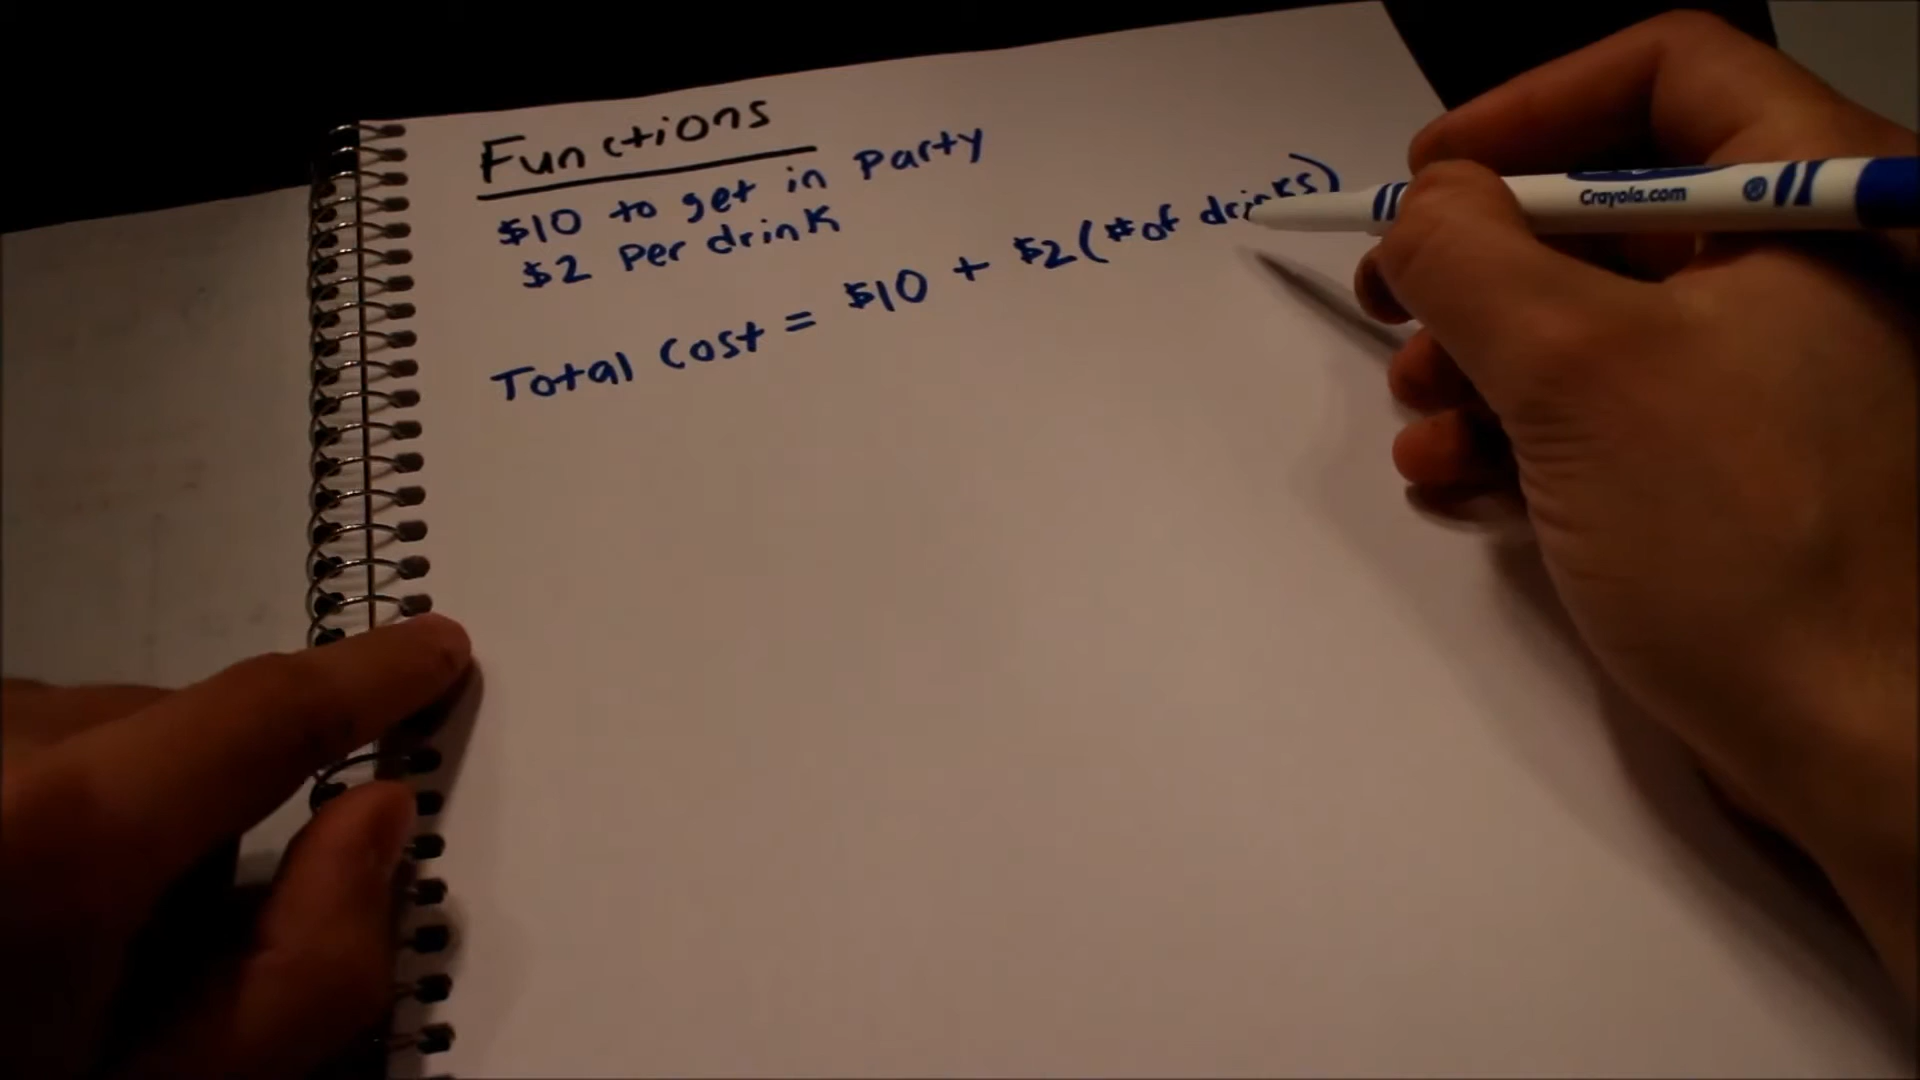 Functions
$10 to get in Party
$2 Per drink
Total Cost = $10 + $2(# of drinks)
Crayola.com ®